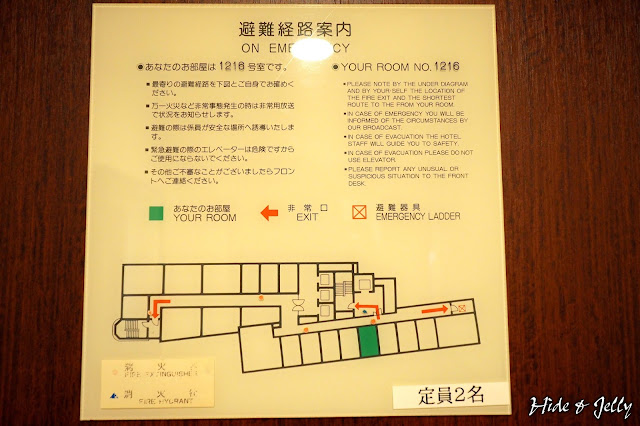 避難経路案内
ON EMERGENCY
●あなたのお部屋は 1216 号室です。
■ 最寄りの避難経路を下図とご自身でお確めください。
■ 万一火災など非常事態発生の時は非常用放送で状況をお知らせします。
■ 避難の際は係員が安全な場所へ誘導いたします。
■ 緊急避難の際のエレベーターは危険ですからご使用にならないでください。
■ その他ご不審なことがございましたらフロントへご連絡ください。
●YOUR ROOM NO. 1216
■ PLEASE NOTE BY THE UNDER DIAGRAM
AND BY YOUR SELF THE LOCATION OF
THE FIRE EXIT AND THE SHORTEST
ROUTE TO THE FROM YOUR ROOM.
■ IN CASE OF EMERGENCY YOU WILL BE
INFORMED OF THE CIRCUMSTANCES BY
OUR BROADCAST.
■ IN CASE OF EVACUATION THE HOTEL
STAFF WILL GUIDE YOU TO SAFETY.
■ IN CASE OF EVACUATION PLEASE DO NOT
USE ELEVATOR.
■ PLEASE REPORT ANY UNUSUAL OR
SUSPICIOUS SITUATION TO THE FRONT
DESK.
あなたのお部屋
YOUR ROOM
非常口
EXIT
避難器具
EMERGENCY LADDER
消火器
FIRE EXTINGUISHER
消火栓
FIRE HYDRANT
定員2名
Hide & Jelly